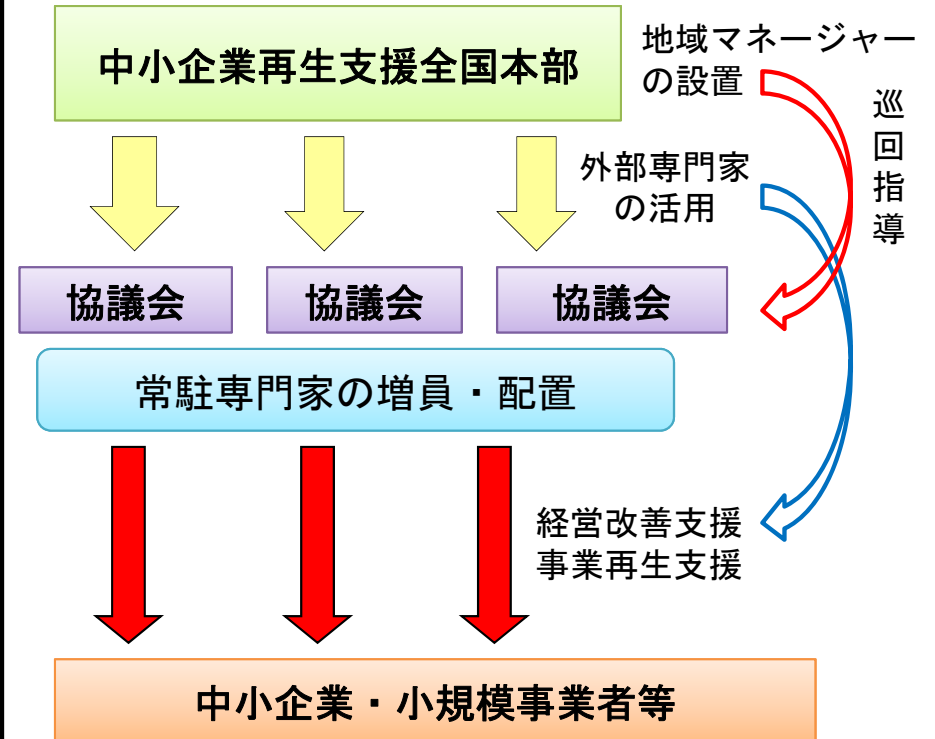 中小企業再生支援全国本部
地域マネージャー
の設置
巡回指導
外部専門家
の活用
協議会
協議会
協議会
常駐専門家の増員・配置
経営改善支援
事業再生支援
中小企業・小規模事業者等